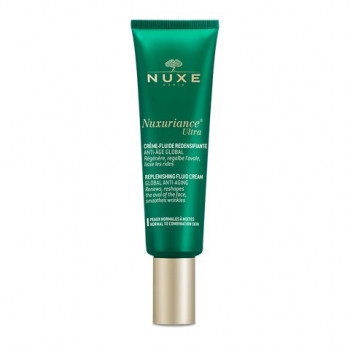 NUXE
PARIS
Nuxuriance®
Ultra
CRÈME-FLUIDE REDENSIFIANTE
ANTI-ÂGE GLOBAL
Régénère, regalbe l'ovale,
lisse les rides
REPLENISHING FLUID CREAM
GLOBAL ANTI-AGING
Renews, reshapes
the oval of the face,
smoothes wrinkles
PEAUX NORMALES À MIXTES
NORMAL TO COMBINATION SKIN